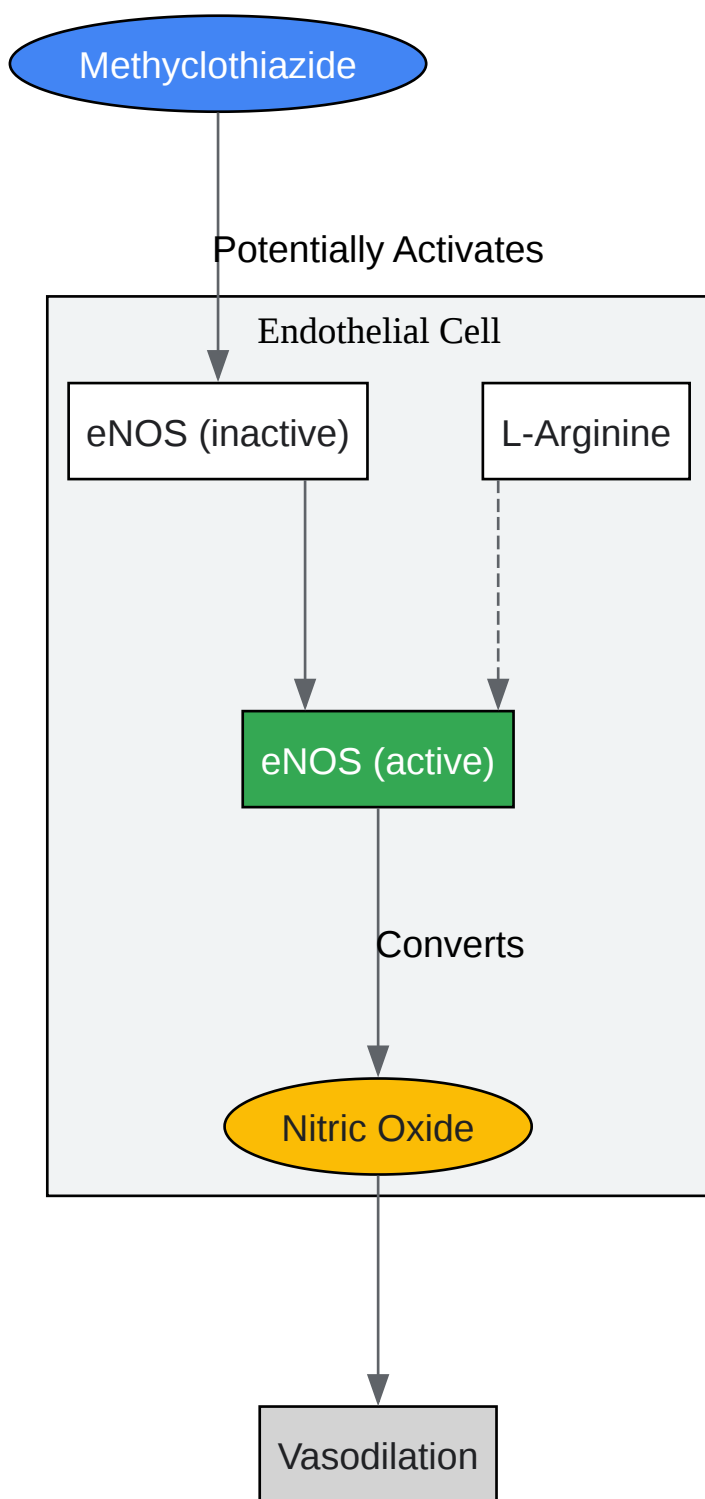 Methyclothiazide
Potentially Activates
Endothelial Cell
eNOS (inactive)
L-Arginine
eNOS (active)
Converts
Nitric Oxide
Vasodilation